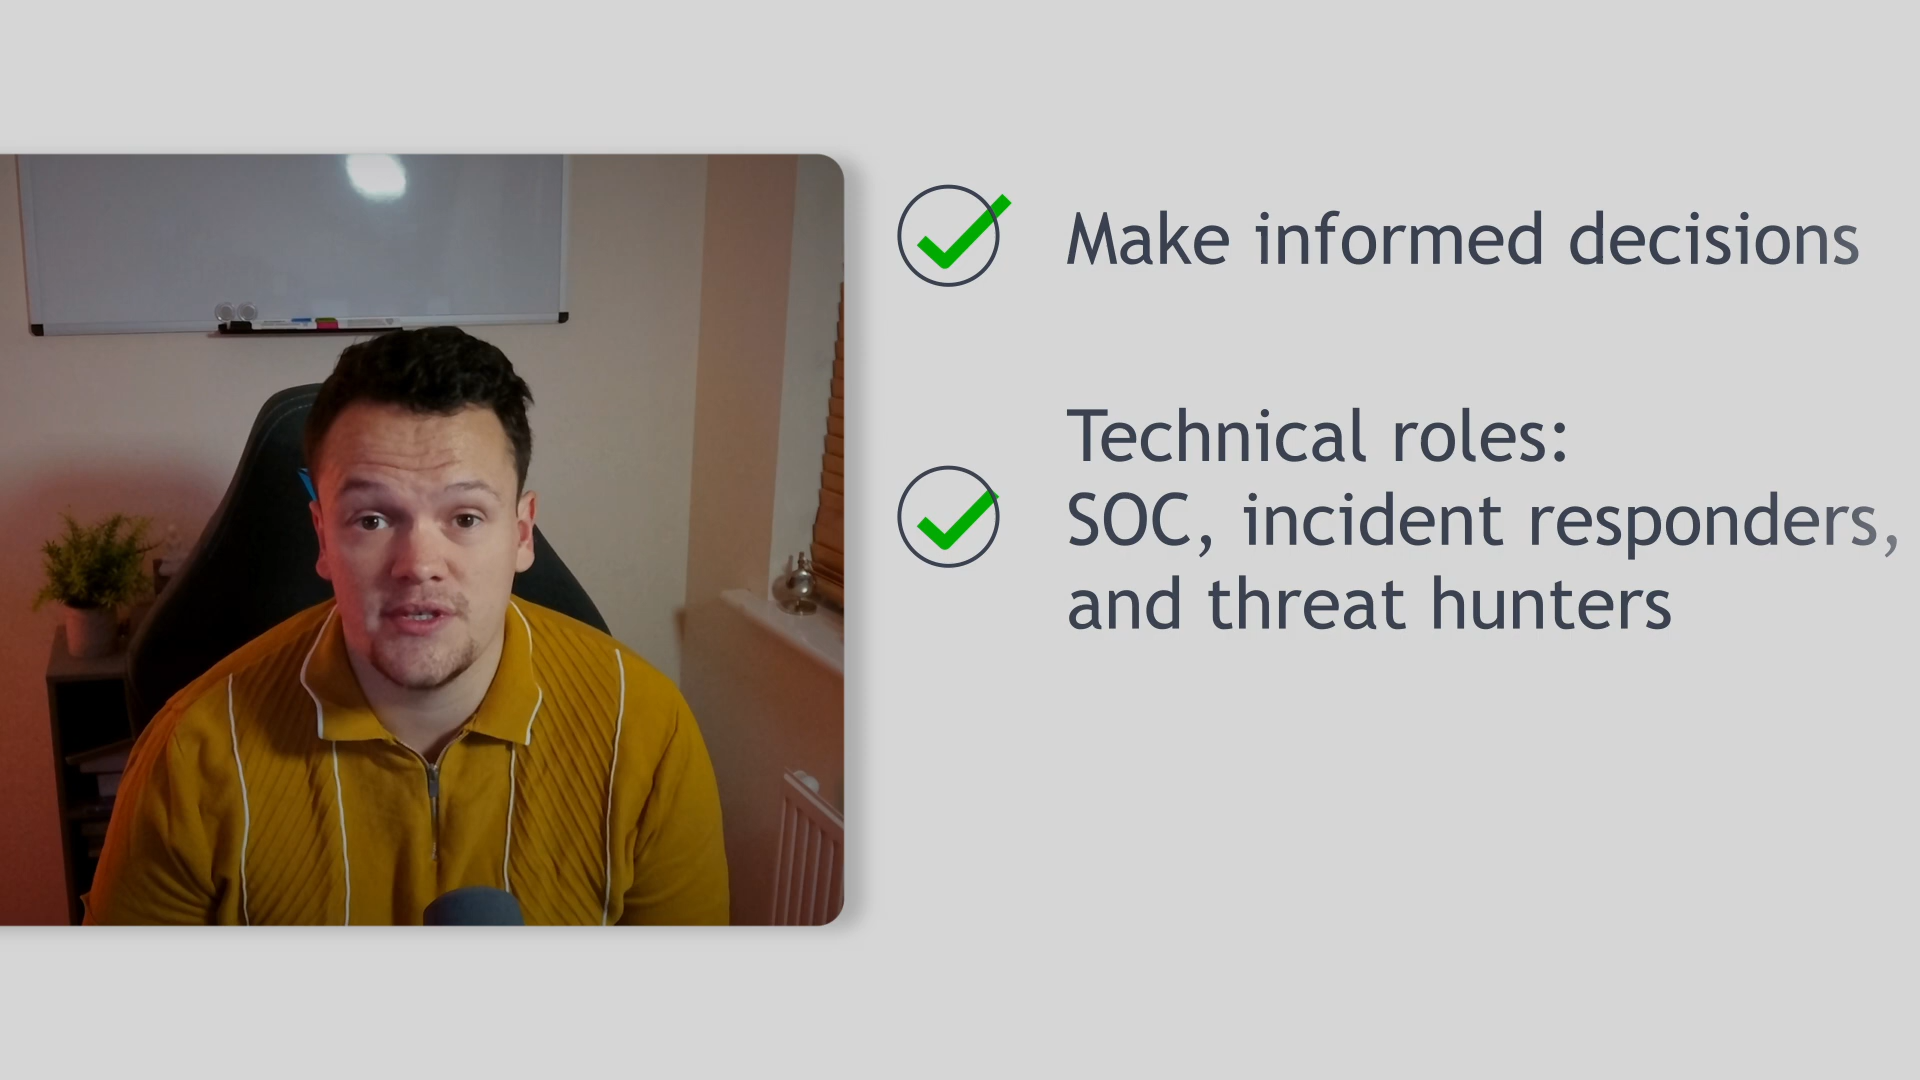 Make informed decisions
Technical roles:
SOC, incident responders,
and threat hunters